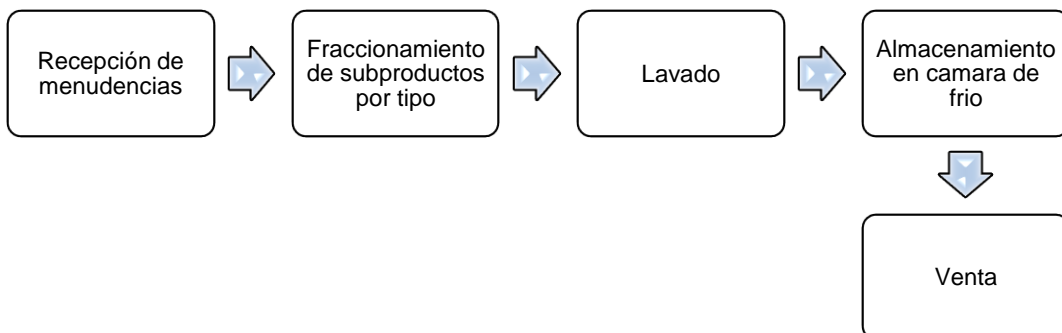 Recepción de
menudencias
Fraccionamiento
de subproductos
por tipo
Lavado
Almacenamiento
en camara de
frio
Venta